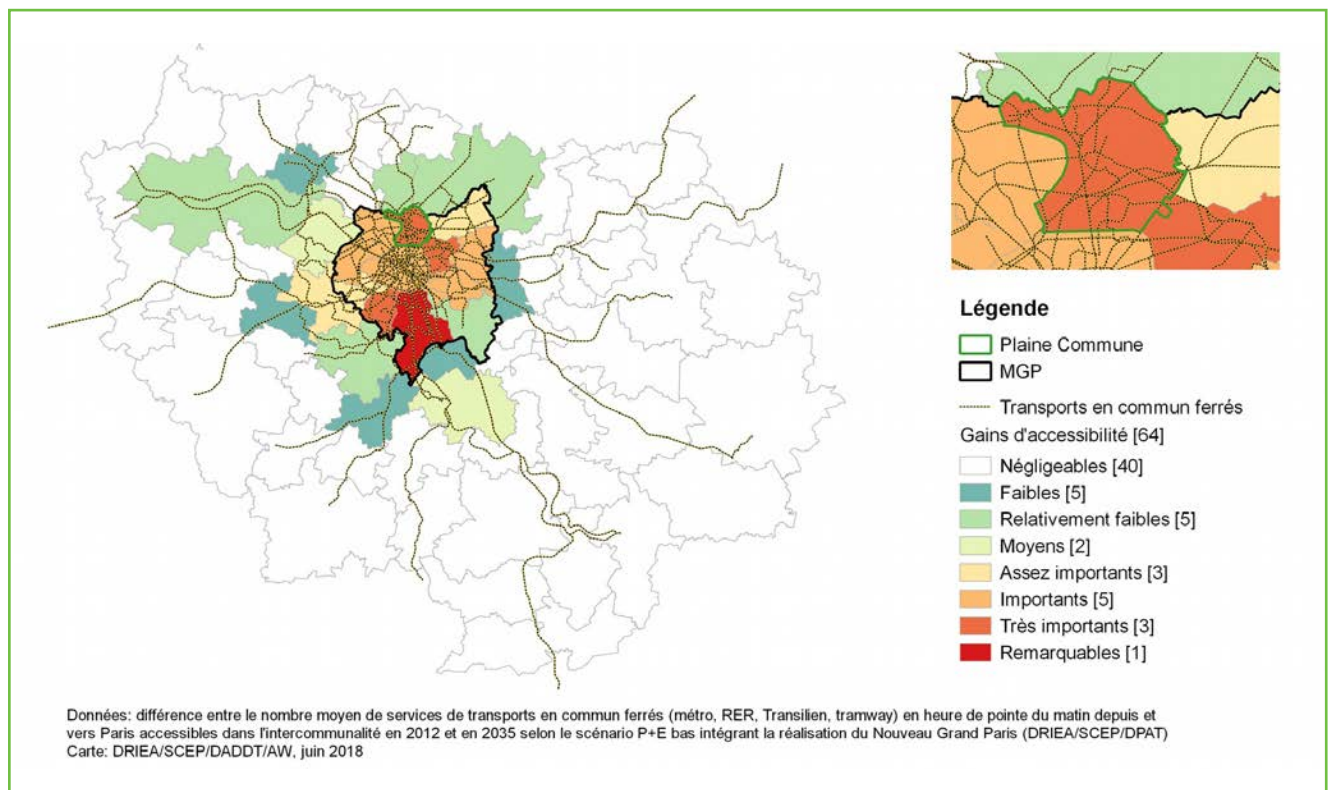 Légende
Plaine Commune
MGP
Transports en commun ferrés
Gains d'accessibilité [64]
Négligeables [40]
Faibles [5]
Relativement faibles [5]
Moyens [2]
Assez importants [3]
Importants [5]
Très importants [3]
Remarquables [1]
Données: différence entre le nombre moyen de services de transports en commun ferrés (métro, RER, Transilien, tramway) en heure de pointe du matin depuis et
vers Paris accessibles dans l'intercommunalité en 2012 et en 2035 selon le scénario P+E bas intégrant la réalisation du Nouveau Grand Paris (DRIEA/SCEP/DPAT)
Carte: DRIEA/SCEP/DADDT/AW, juin 2018